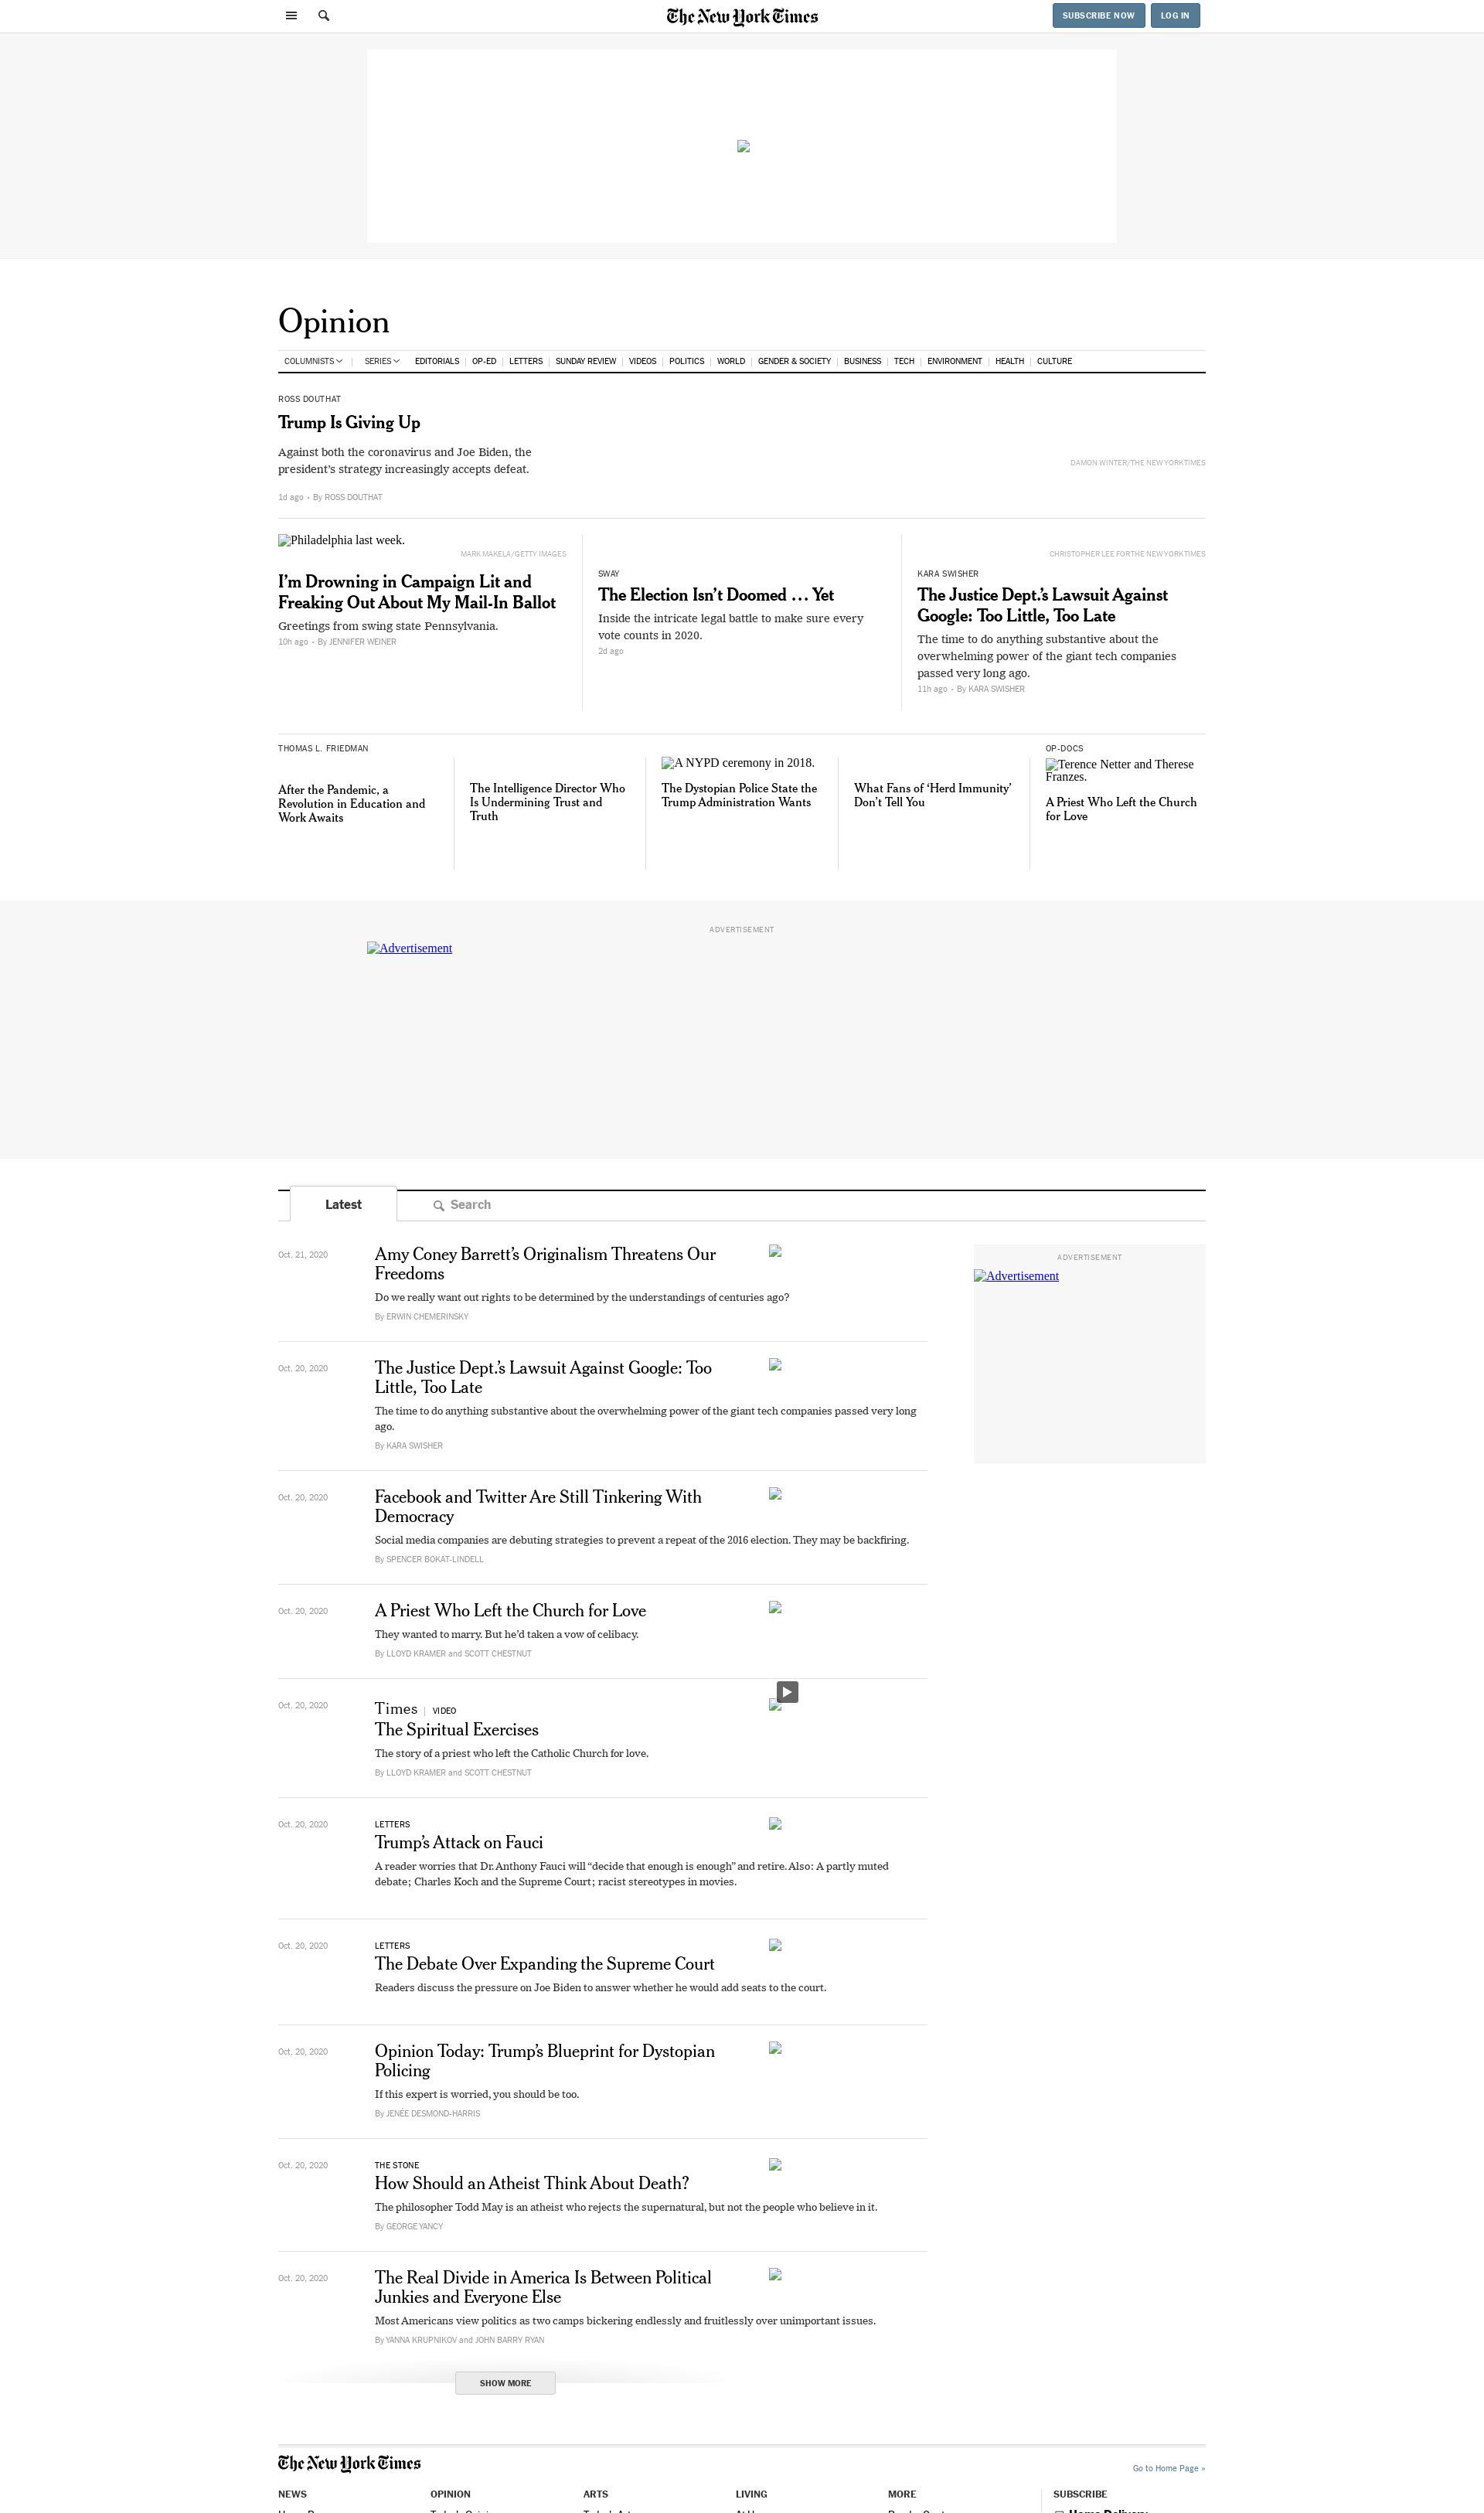 The New York Times
SUBSCRIBE NOW
LOG IN
Opinion
COLUMNISTS
SERIES
EDITORIALS
OP-ED
LETTERS
SUNDAY REVIEW
VIDEOS
POLITICS
WORLD
GENDER & SOCIETY
BUSINESS
TECH
ENVIRONMENT
HEALTH
CULTURE
ROSS DOUTHAT
Trump Is Giving Up
Against both the coronavirus and Joe Biden, the
president's strategy increasingly accepts defeat.
1d ago • By ROSS DOUTHAT
DAMON WINTER/THE NEW YORK TIMES
Philadelphia last week.
MARK MAKELA/GETTY IMAGES
I'm Drowning in Campaign Lit and
Freaking Out About My Mail-In Ballot
Greetings from swing state Pennsylvania.
10h ago • By JENNIFER WEINER
SWAY
The Election Isn't Doomed … Yet
Inside the intricate legal battle to make sure every
vote counts in 2020.
2d ago
CHRISTOPHER LEE FOR THE NEW YORK TIMES
KARA SWISHER
The Justice Dept.'s Lawsuit Against
Google: Too Little, Too Late
The time to do anything substantive about the
overwhelming power of the giant tech companies
passed very long ago.
11h ago • By KARA SWISHER
THOMAS L. FRIEDMAN
After the Pandemic, a
Revolution in Education and
Work Awaits
The Intelligence Director Who
Is Undermining Trust and
Truth
A NYPD ceremony in 2018.
The Dystopian Police State the
Trump Administration Wants
What Fans of 'Herd Immunity'
Don't Tell You
OP-DOCS
Terence Netter and Therese
Franzes.
A Priest Who Left the Church
for Love
ADVERTISEMENT
Advertisement
Latest
Search
Oct. 21, 2020
Amy Coney Barrett's Originalism Threatens Our
Freedoms
Do we really want out rights to be determined by the understandings of centuries ago?
By ERWIN CHEMERINSKY
ADVERTISEMENT
Advertisement
Oct. 20, 2020
The Justice Dept.'s Lawsuit Against Google: Too
Little, Too Late
The time to do anything substantive about the overwhelming power of the giant tech companies passed very long
ago.
By KARA SWISHER
Oct. 20, 2020
Facebook and Twitter Are Still Tinkering With
Democracy
Social media companies are debuting strategies to prevent a repeat of the 2016 election. They may be backfiring.
By SPENCER BOKAT-LINDELL
Oct. 20, 2020
A Priest Who Left the Church for Love
They wanted to marry. But he'd taken a vow of celibacy.
By LLOYD KRAMER and SCOTT CHESTNUT
Oct. 20, 2020
Times | VIDEO
The Spiritual Exercises
The story of a priest who left the Catholic Church for love.
By LLOYD KRAMER and SCOTT CHESTNUT
Oct. 20, 2020
LETTERS
Trump's Attack on Fauci
A reader worries that Dr. Anthony Fauci will "decide that enough is enough" and retire. Also: A partly muted
debate; Charles Koch and the Supreme Court; racist stereotypes in movies.
Oct. 20, 2020
LETTERS
The Debate Over Expanding the Supreme Court
Readers discuss the pressure on Joe Biden to answer whether he would add seats to the court.
Oct. 20, 2020
Opinion Today: Trump's Blueprint for Dystopian
Policing
If this expert is worried, you should be too.
By JENÉE DESMOND-HARRIS
Oct. 20, 2020
THE STONE
How Should an Atheist Think About Death?
The philosopher Todd May is an atheist who rejects the supernatural, but not the people who believe in it.
By GEORGE YANCY
Oct. 20, 2020
The Real Divide in America Is Between Political
Junkies and Everyone Else
Most Americans view politics as two camps bickering endlessly and fruitlessly over unimportant issues.
By YANNA KRUPNIKOV and JOHN BARRY RYAN
SHOW MORE
The New York Times
Go to Home Page »
NEWS
OPINION
ARTS
LIVING
MORE
SUBSCRIBE